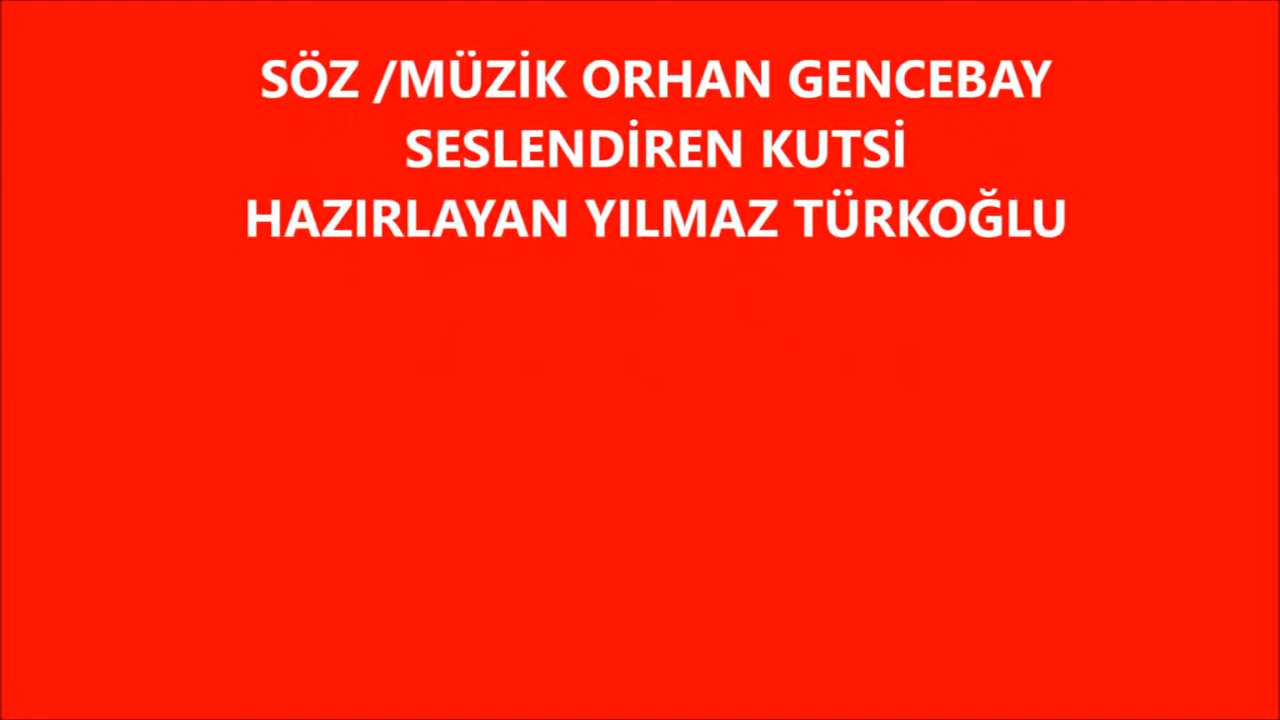 SÖZ /MÜZİK ORHAN GENCEBAY
SESLENDİREN KUTSİ
HAZIRLAYAN YILMAZ TÜRKOĞLU